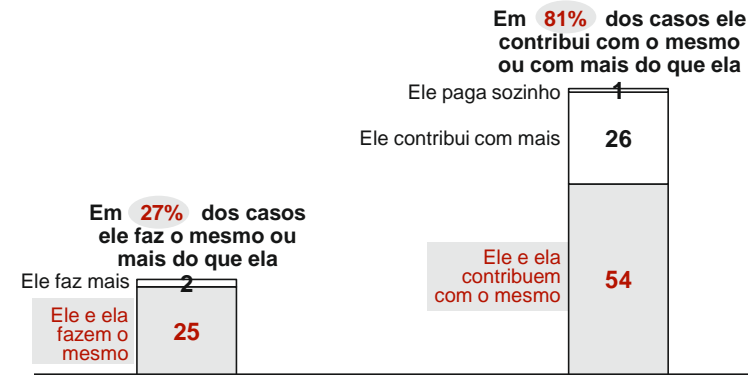 Em 81% dos casos ele
contribui com o mesmo
ou com mais do que ela
Ele paga sozinho 1
Ele contribui com mais 26
Ele e ela
contribuem
com o mesmo
54
Em 27% dos casos
ele faz o mesmo ou
mais do que ela
Ele faz mais 2
Ele e ela
fazem o
mesmo
25